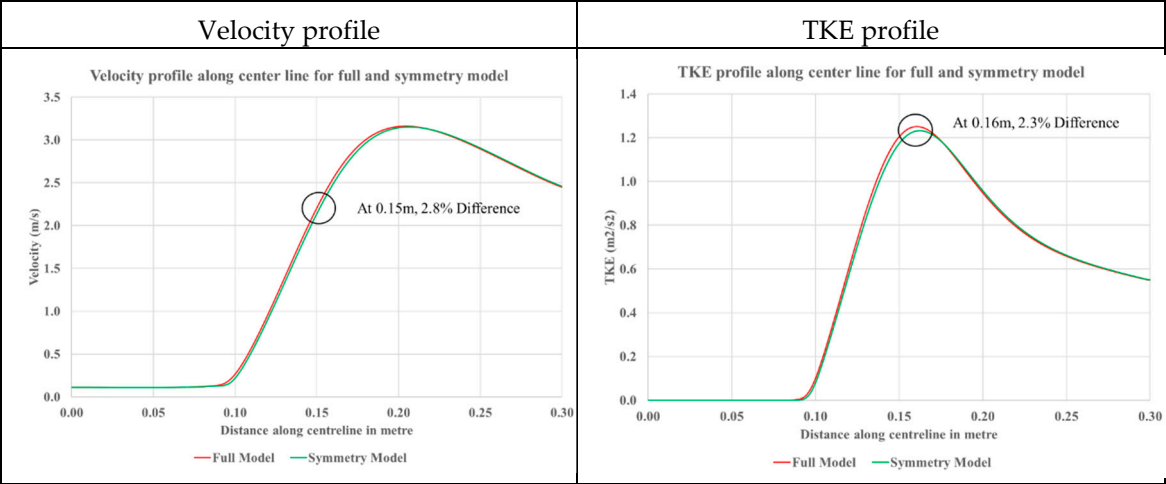 Velocity profile
TKE profile
Velocity profile along center line for full and symmetry model
3.5
3.0
2.5
2.0
1.5
1.0
0.5
0.0
Velocity (m/s)
At 0.15m, 2.8% Difference
0.00 0.05 0.10 0.15 0.20 0.25 0.30
Distance along centreline in metre
Full Model Symmetry Model
TKE profile along center line for full and symmetry model
1.4
1.2
1.0
0.8
0.6
0.4
0.2
0.0
TKE (m2/s2)
At 0.16m, 2.3% Difference
0.00 0.05 0.10 0.15 0.20 0.25 0.30
Distance along centreline in metre
Full Model Symmetry Model